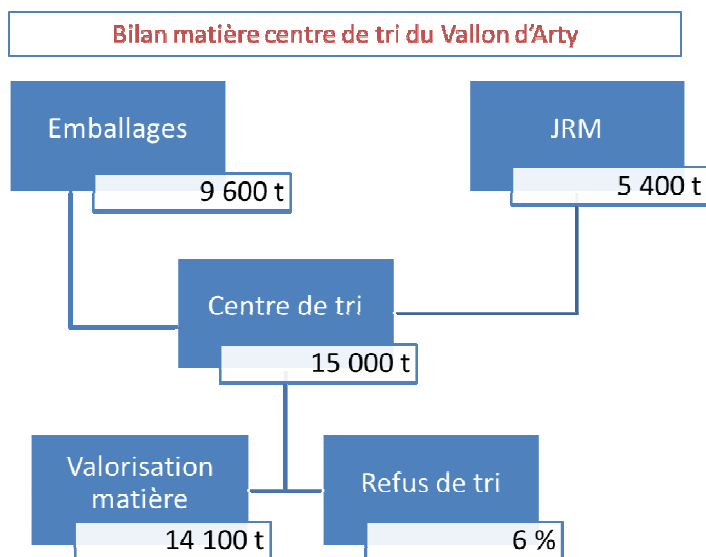 Bilan matière centre de tri du Vallon d'Arty
Emballages
9 600 t
JRM
5 400 t
Centre de tri
15 000 t
Valorisation
matière
14 100 t
Refus de tri
6 %